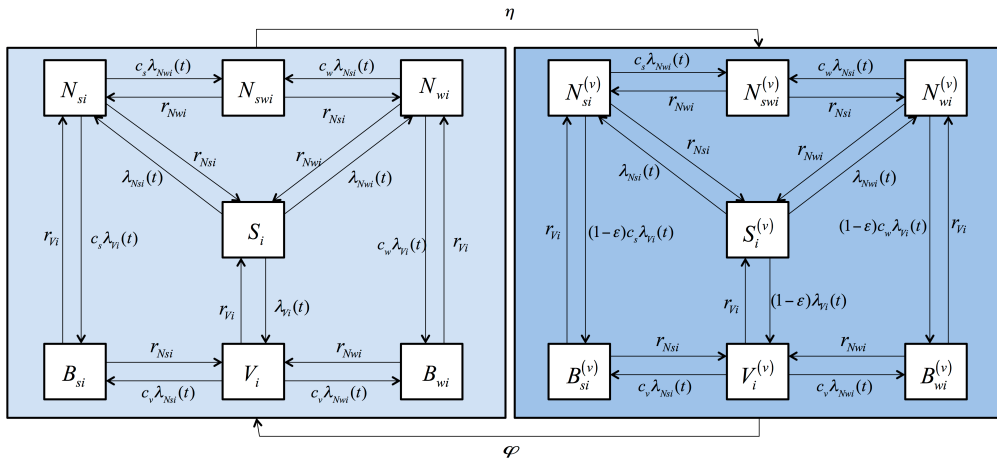 η
N_si c_s λ_Nwi(t) r_Nwi N_swi c_w λ_Nsi(t) r_Nsi N_wi
r_Nsi λ_Nsi(t) r_Nwi λ_Nwi(t)
S_i
r_Vi c_s λ_Vi(t) c_w λ_Vi(t) r_Vi
r_Vi λ_Vi(t)
B_si r_Nsi c_v λ_Nsi(t) V_i r_Nwi c_v λ_Nwi(t) B_wi
N_si^(v) c_s λ_Nwi(t) r_Nwi N_swi^(v) c_w λ_Nsi(t) r_Nsi N_wi^(v)
r_Nsi λ_Nsi(t) r_Nwi λ_Nwi(t)
S_i^(v)
r_Vi (1-ε)c_s λ_Vi(t) (1-ε)c_w λ_Vi(t) r_Vi
r_Vi (1-ε)λ_Vi(t)
B_si^(v) r_Nsi c_v λ_Nsi(t) V_i^(v) r_Nwi c_v λ_Nwi(t) B_wi^(v)
φ